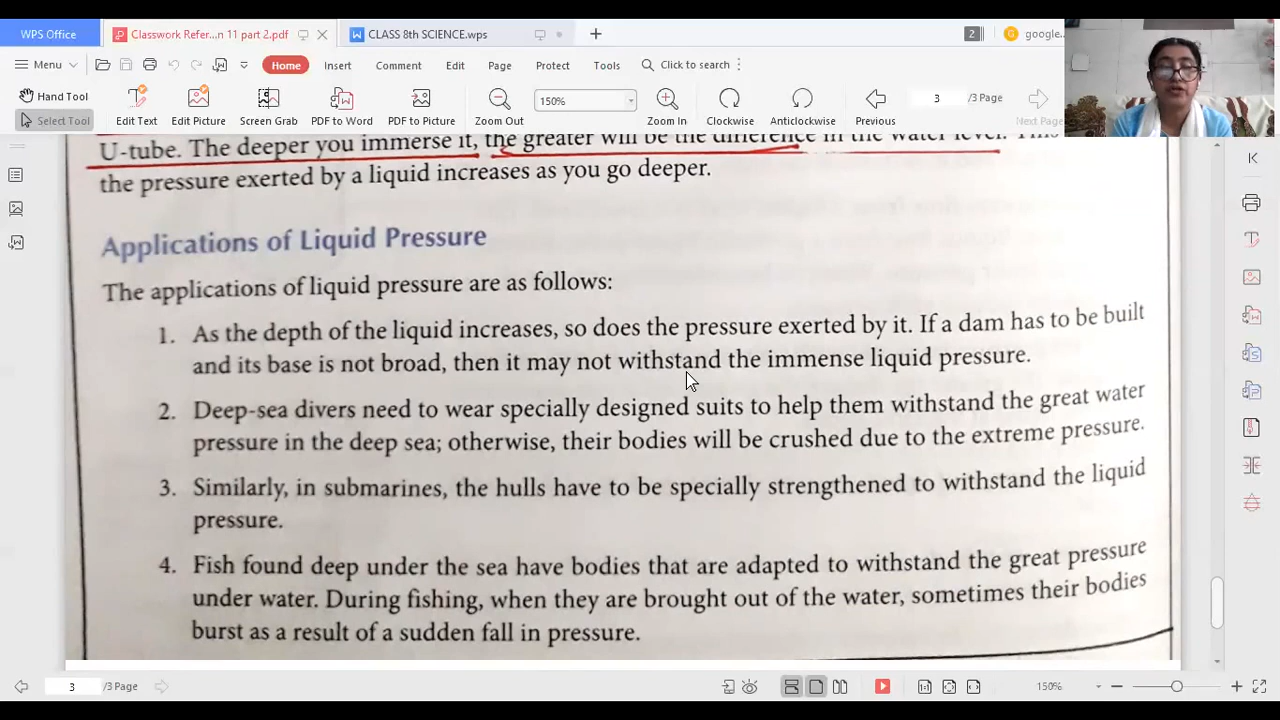 WPS Office
Classwork Refer...n 11 part 2.pdf
CLASS 8th SCIENCE.wps
2
google...
Menu
Home
Insert
Comment
Edit
Page
Protect
Tools
Click to search
Hand Tool
Select Tool
Edit Text
Edit Picture
Screen Grab
PDF to Word
PDF to Picture
Zoom Out
150%
Zoom In
Clockwise
Anticlockwise
Previous
3
/3 Page
Next Page
U-tube. The deeper you immerse it, the greater will be the difference in the water level. This
the pressure exerted by a liquid increases as you go deeper.
Applications of Liquid Pressure
The applications of liquid pressure are as follows:
1. As the depth of the liquid increases, so does the pressure exerted by it. If a dam has to be built
and its base is not broad, then it may not withstand the immense liquid pressure.
2. Deep-sea divers need to wear specially designed suits to help them withstand the great water
pressure in the deep sea; otherwise, their bodies will be crushed due to the extreme pressure.
3. Similarly, in submarines, the hulls have to be specially strengthened to withstand the liquid
pressure.
4. Fish found deep under the sea have bodies that are adapted to withstand the great pressure
under water. During fishing, when they are brought out of the water, sometimes their bodies
burst as a result of a sudden fall in pressure.
3
/3 Page
150%